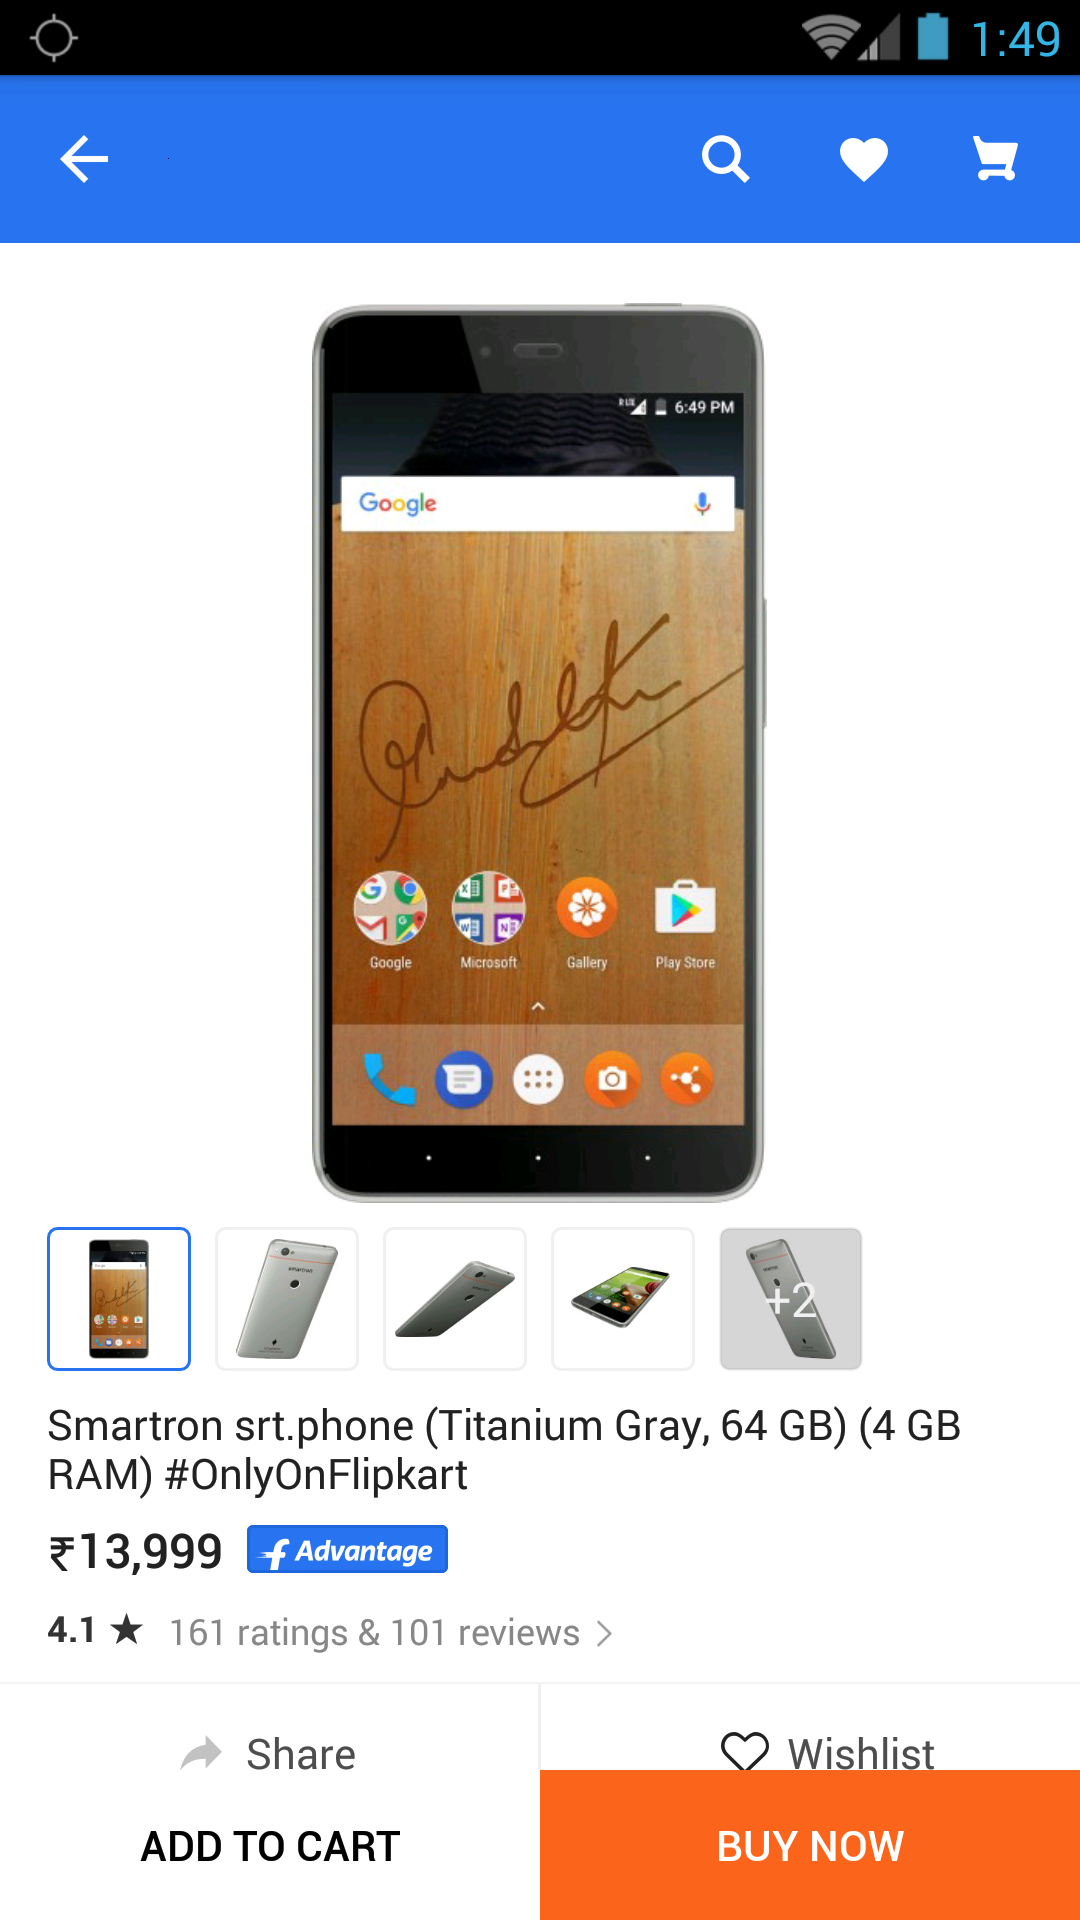 1:49
6:49 PM
Google
Google Microsoft Gallery Play Store
smartron
+2
Smartron srt.phone (Titanium Gray, 64 GB) (4 GB
RAM) #OnlyOnFlipkart
₹13,999 f Advantage
4.1 ★ 161 ratings & 101 reviews
Share Wishlist
ADD TO CART BUY NOW